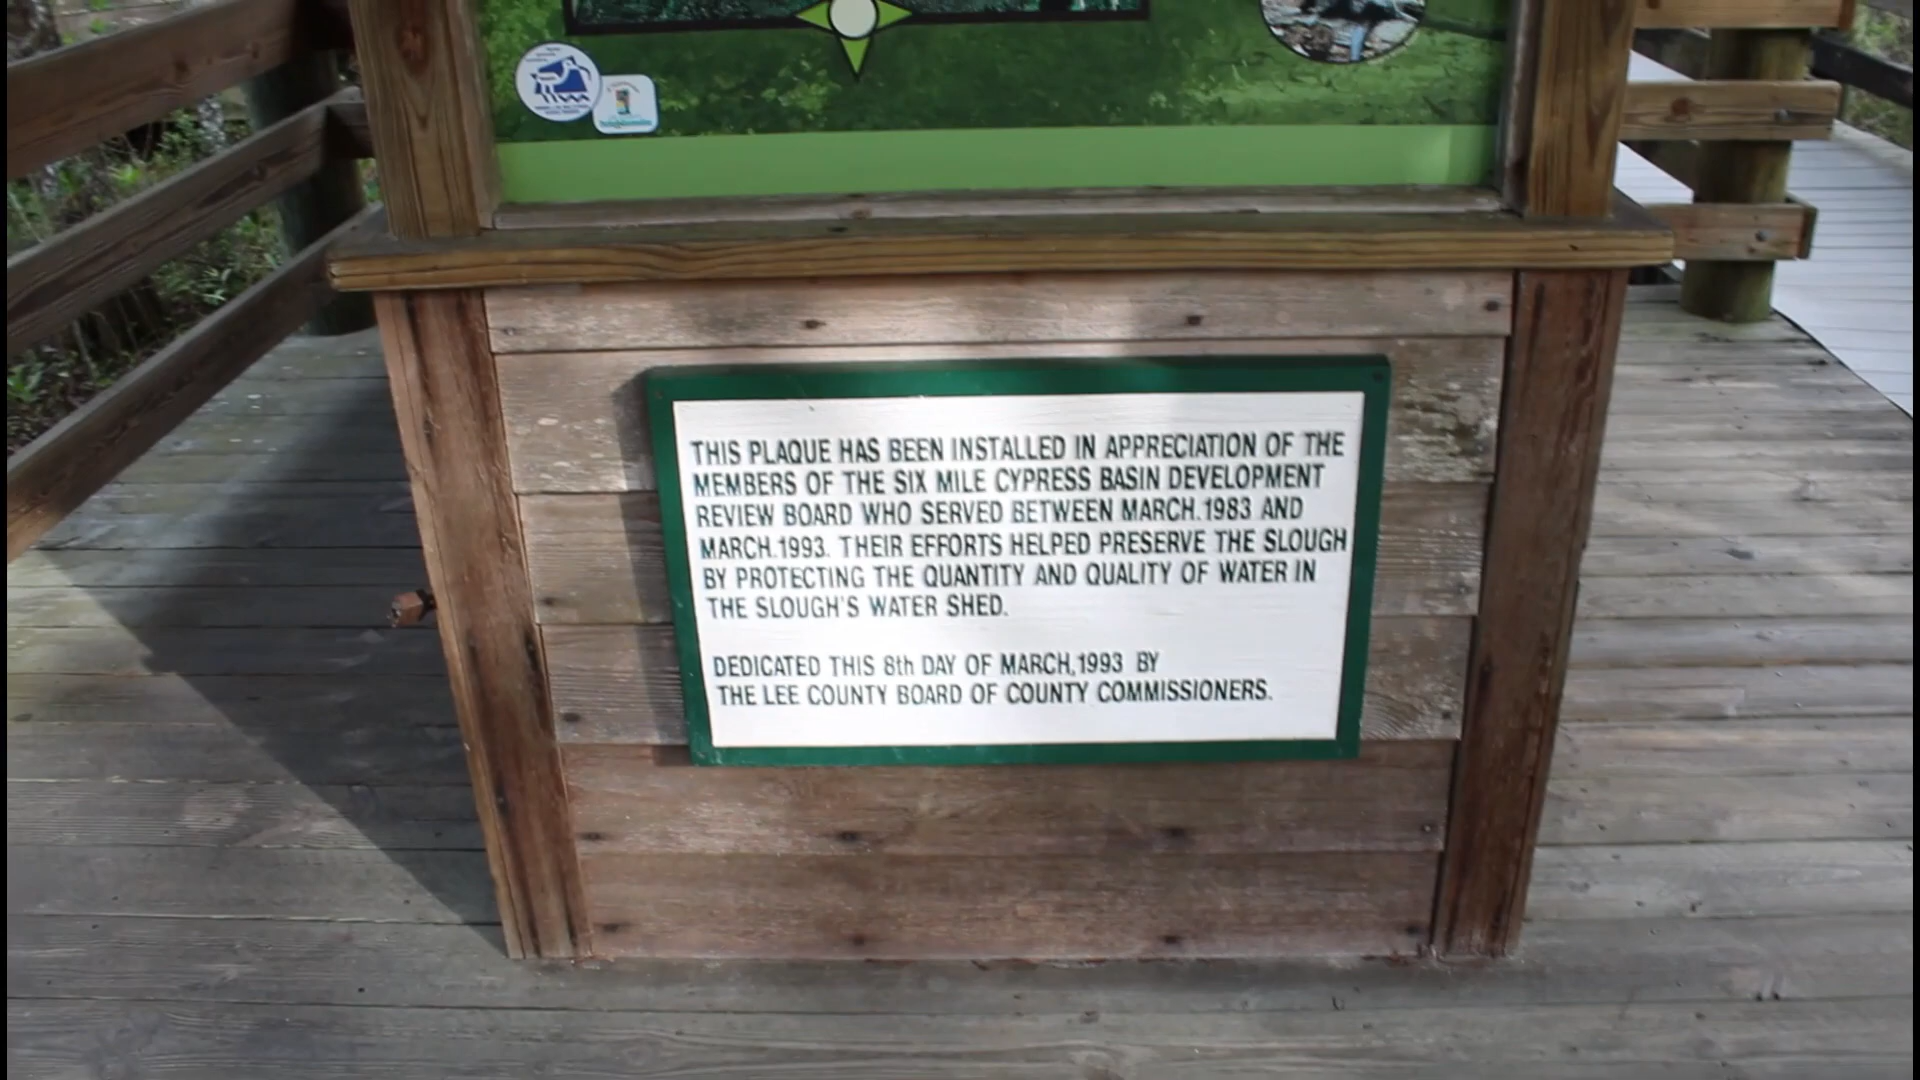 THIS PLAQUE HAS BEEN INSTALLED IN APPRECIATION OF THE
MEMBERS OF THE SIX MILE CYPRESS BASIN DEVELOPMENT
REVIEW BOARD WHO SERVED BETWEEN MARCH.1983 AND
MARCH.1993. THEIR EFFORTS HELPED PRESERVE THE SLOUGH
BY PROTECTING THE QUANTITY AND QUALITY OF WATER IN
THE SLOUGH'S WATER SHED.
DEDICATED THIS 8th DAY OF MARCH,1993 BY
THE LEE COUNTY BOARD OF COUNTY COMMISSIONERS.